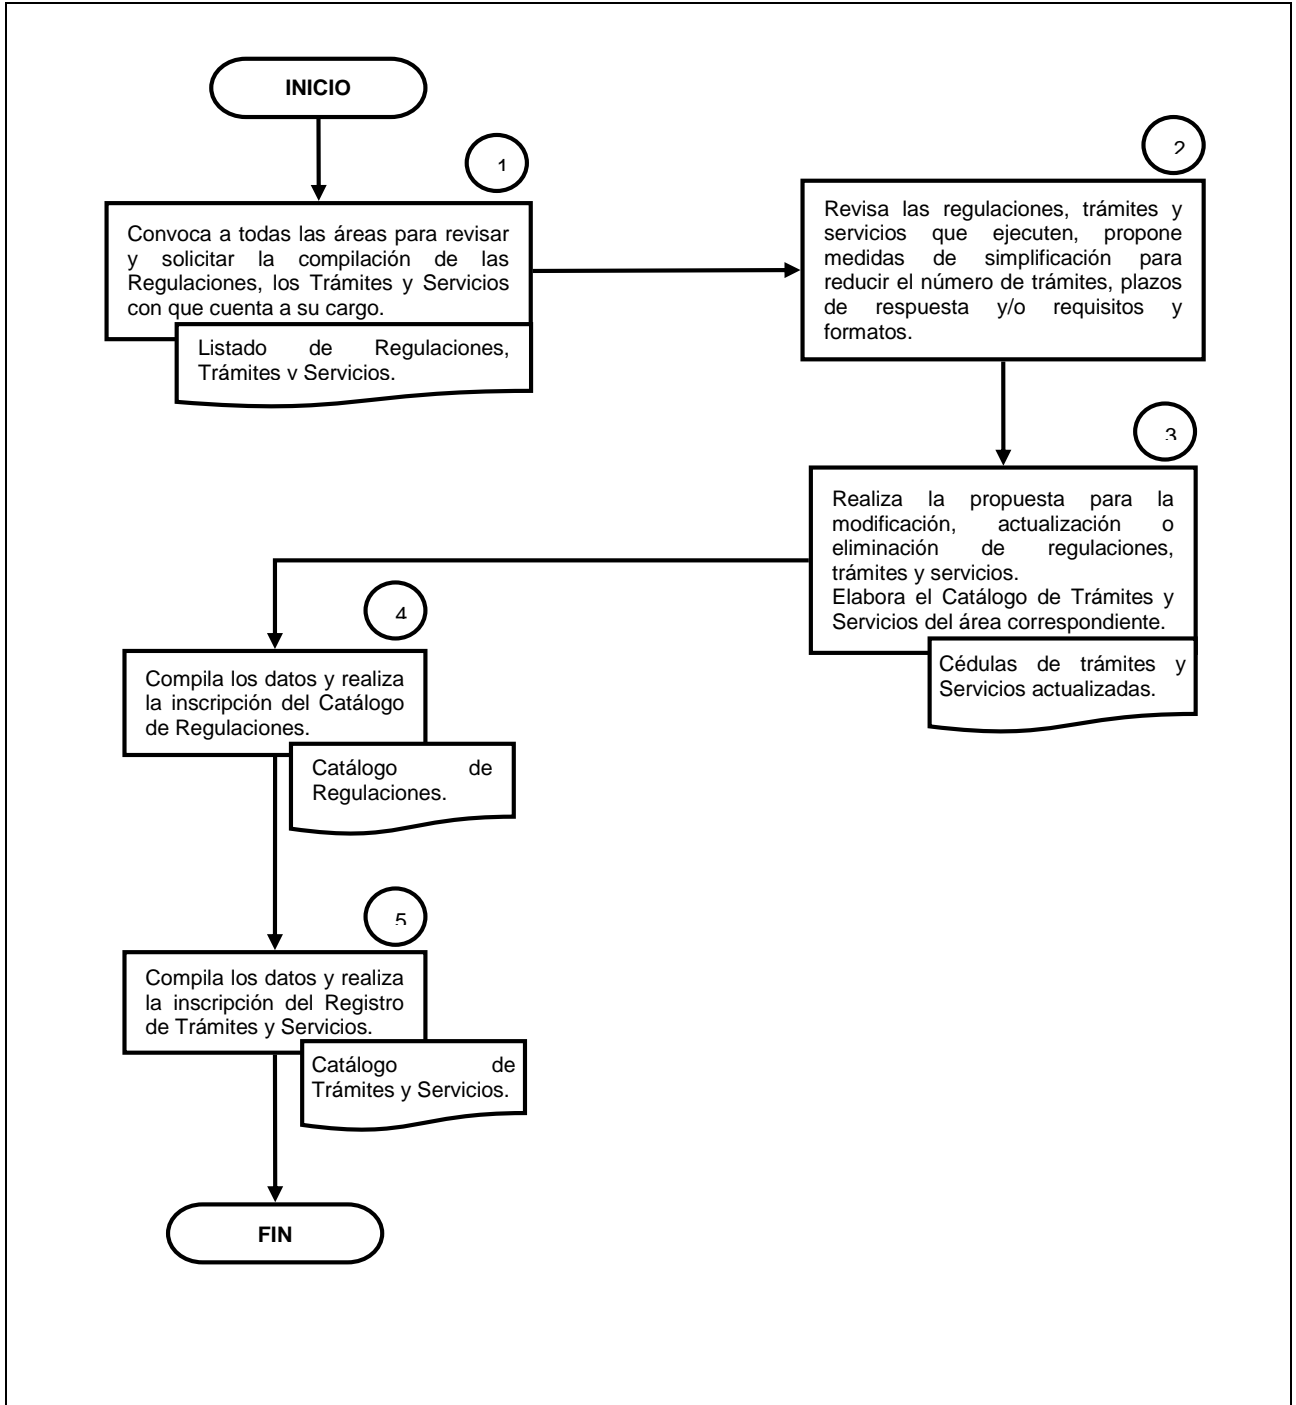 INICIO
1
Convoca a todas las áreas para revisar
y solicitar la compilación de las
Regulaciones, los Trámites y Servicios
con que cuenta a su cargo.
Listado de Regulaciones,
Trámites y Servicios.
2
Revisa las regulaciones, trámites y
servicios que ejecuten, propone
medidas de simplificación para
reducir el número de trámites, plazos
de respuesta y/o requisitos y
formatos.
3
Realiza la propuesta para la
modificación, actualización o
eliminación de regulaciones,
trámites y servicios.
Elabora el Catálogo de Trámites y
Servicios del área correspondiente.
Cédulas de trámites y
Servicios actualizadas.
4
Compila los datos y realiza
la inscripción del Catálogo
de Regulaciones.
Catálogo de
Regulaciones.
5
Compila los datos y realiza
la inscripción del Registro
de Trámites y Servicios.
Catálogo de
Trámites y Servicios.
FIN